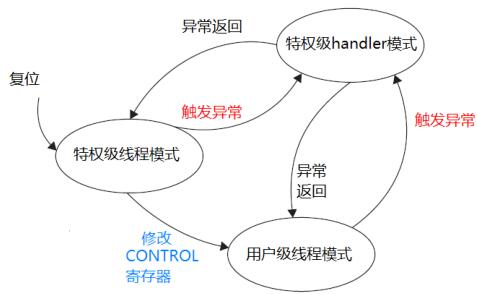 异常返回
特权级handler模式
复位
触发异常
触发异常
特权级线程模式
异常
返回
修改
CONTROL
寄存器
用户级线程模式